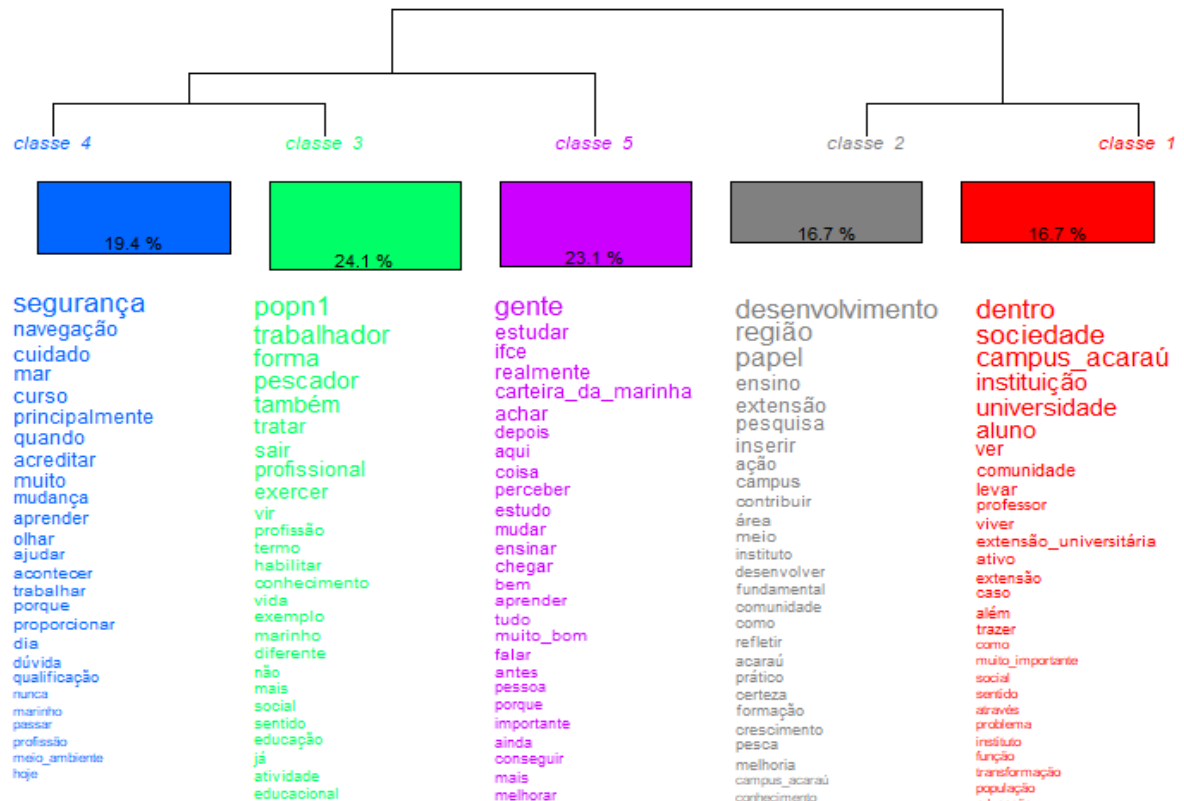 classe 4
classe 3
classe 5
classe 2
classe 1
19.4 %
24.1 %
23.1 %
16.7 %
16.7 %
segurança
navegação
cuidado
mar
curso
principalmente
quando
acreditar
muito
mudança
aprender
olhar
ajudar
acontecer
trabalhar
porque
proporcionar
dia
dúvida
qualificação
nunca
marinho
passar
profissão
meio_ambiente
hoje
popn1
trabalhador
forma
pescador
também
tratar
sair
profissional
exercer
vir
profissão
termo
habilitar
conhecimento
vida
exemplo
marinho
diferente
não
mais
social
sentido
educação
já
atividade
educacional
gente
estudar
ifce
realmente
carteira_da_marinha
achar
depois
aqui
coisa
perceber
estudo
mudar
ensinar
chegar
bem
aprender
tudo
muito_bom
falar
antes
pessoa
porque
importante
ainda
conseguir
mais
melhorar
desenvolvimento
região
papel
ensino
extensão
pesquisa
inserir
ação
campus
contribuir
área
meio
instituto
desenvolver
fundamental
comunidade
como
refletir
acaraú
prático
certeza
formação
crescimento
pesca
melhoria
campus_acaraú
conhecimento
dentro
sociedade
campus_acaraú
instituição
universidade
aluno
ver
comunidade
levar
professor
viver
extensão_universitária
ativo
extensão
caso
além
trazer
como
muito_importante
social
sentido
através
problema
instituto
função
transformação
população